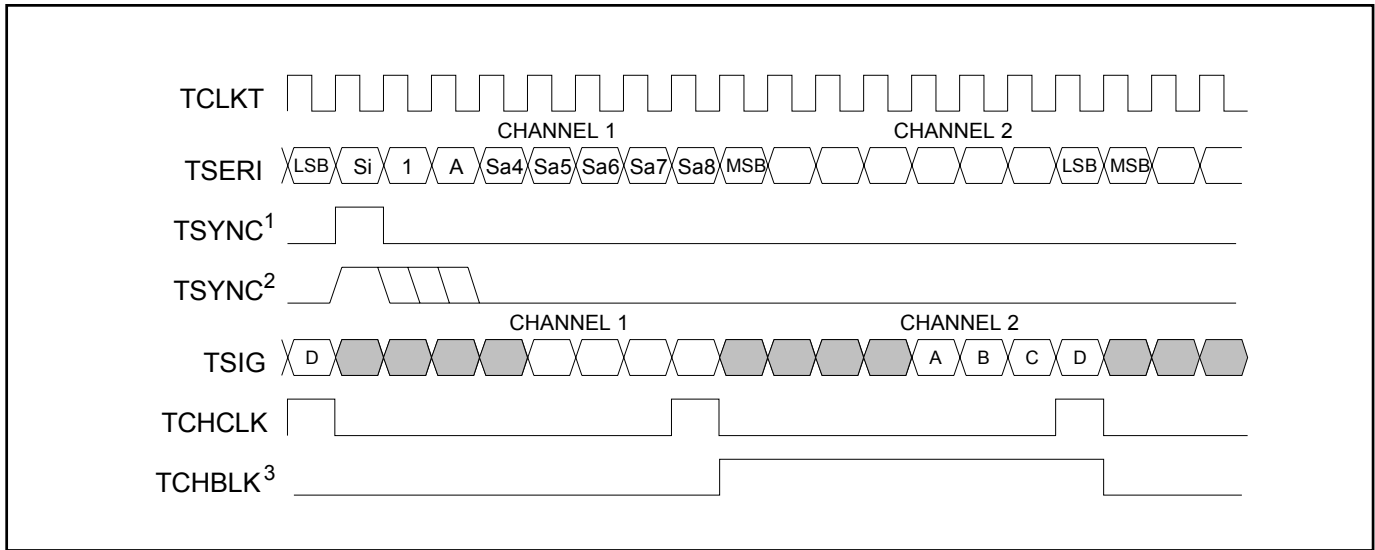 TCLKT
CHANNEL 1 CHANNEL 2
TSERI LSB Si 1 A Sa4 Sa5 Sa6 Sa7 Sa8 MSB LSB MSB
TSYNC1
TSYNC2
CHANNEL 1 CHANNEL 2
TSIG D A B C D
TCHCLK
TCHBLK3